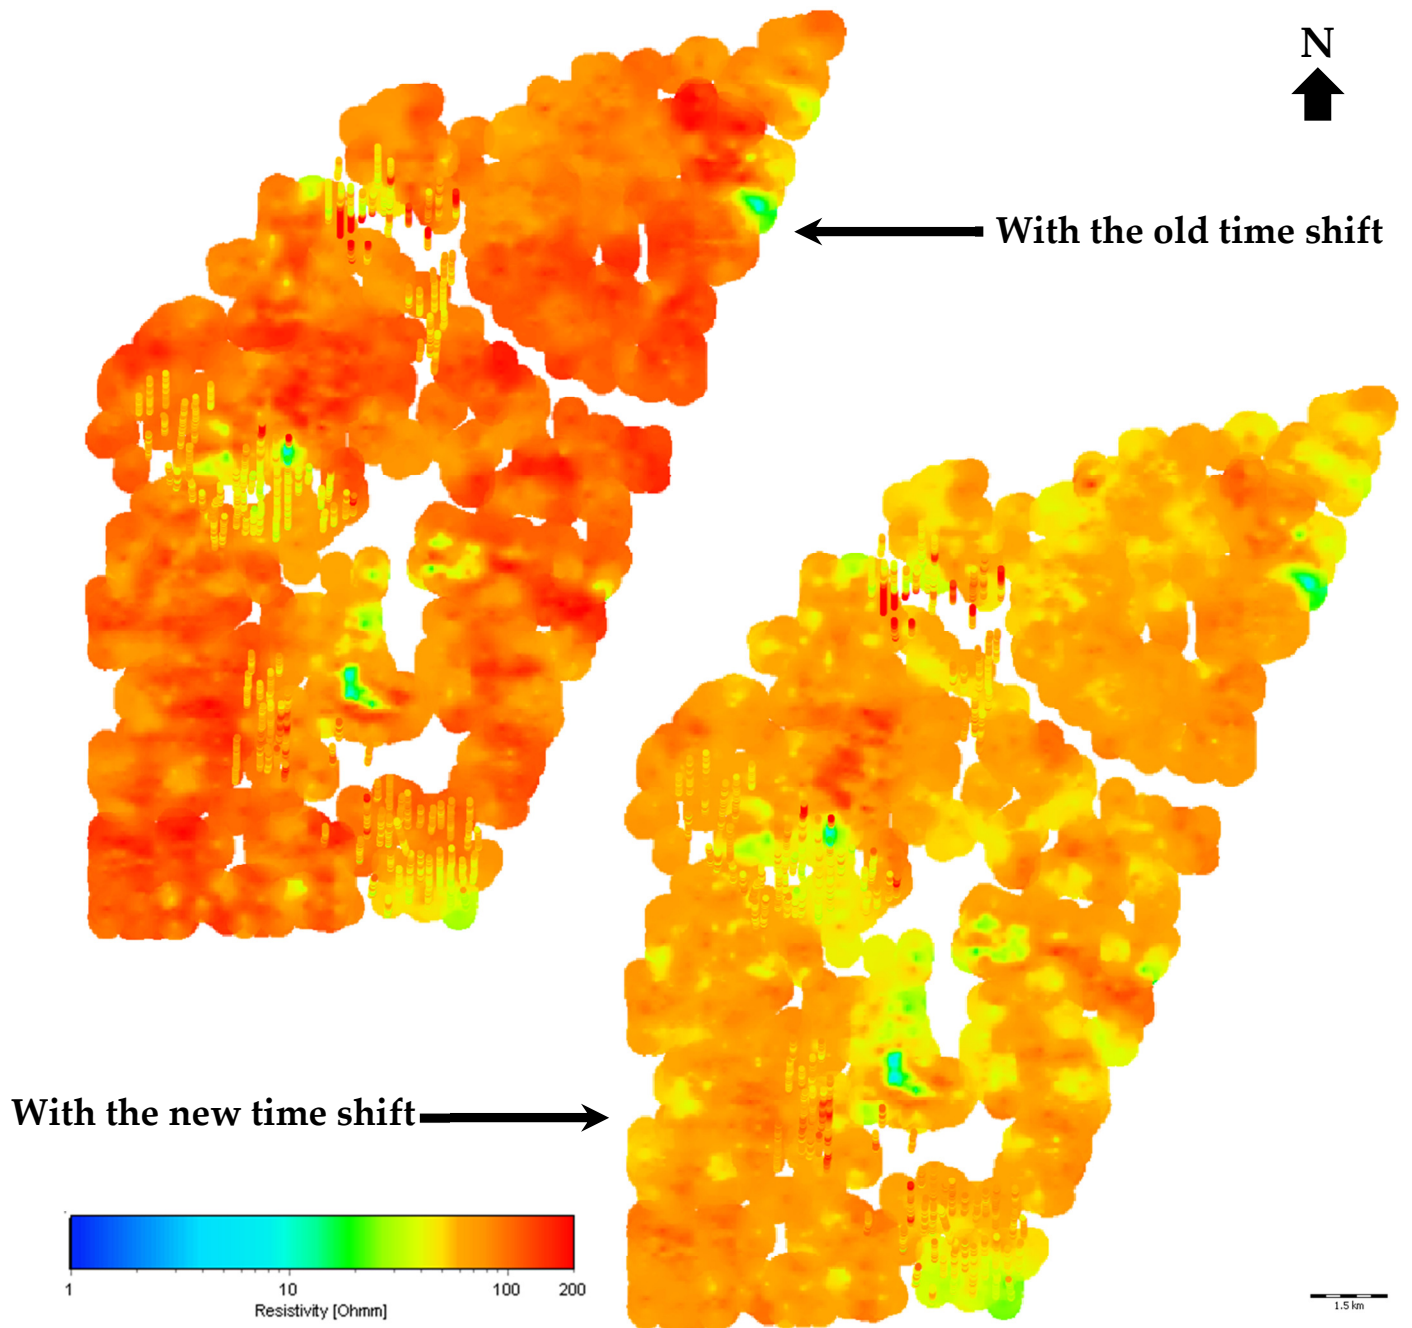 N
With the old time shift
With the new time shift
1 10 100 200
Resistivity [Ohmm]
1.5 km